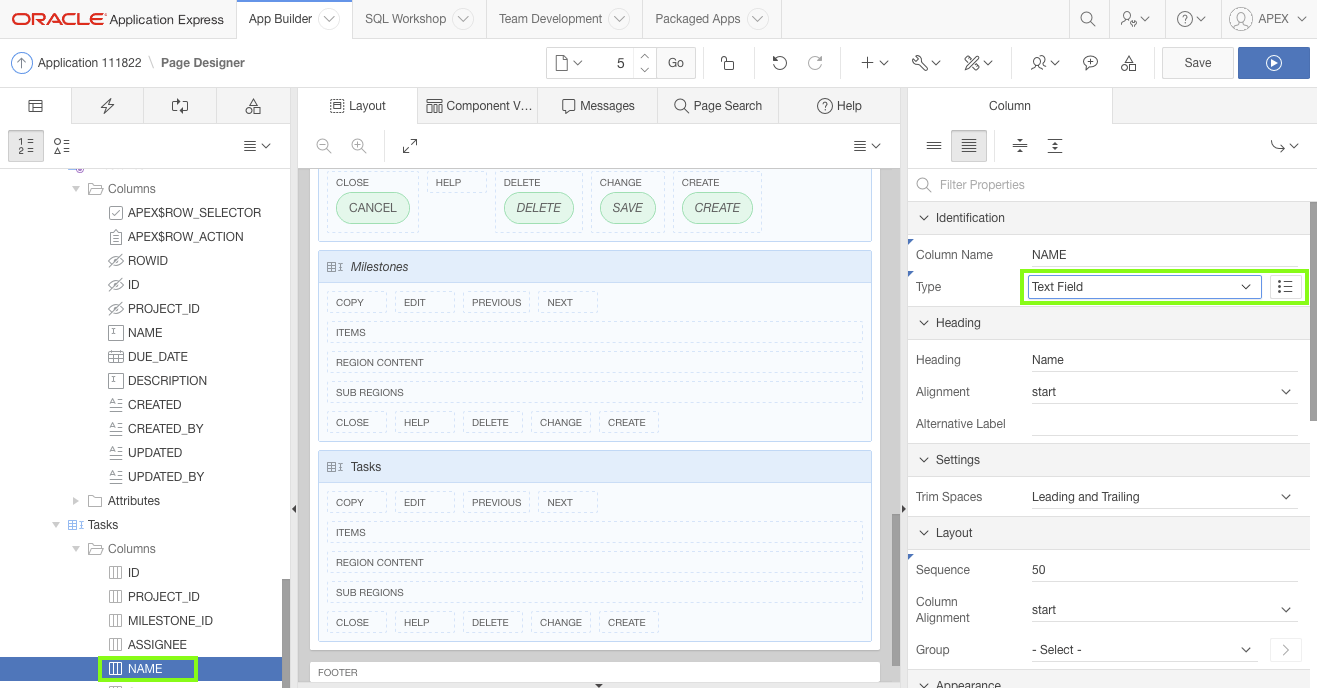 ORACLE Application Express
App Builder
SQL Workshop
Team Development
Packaged Apps
APEX
Application 111822 \ Page Designer
5
Go
Save
Layout
Component V...
Messages
Page Search
Help
Column
Columns
APEX$ROW_SELECTOR
APEX$ROW_ACTION
ROWID
ID
PROJECT_ID
NAME
DUE_DATE
DESCRIPTION
CREATED
CREATED_BY
UPDATED
UPDATED_BY
Attributes
Tasks
Columns
ID
PROJECT_ID
MILESTONE_ID
ASSIGNEE
NAME
CLOSE HELP DELETE CHANGE CREATE
CANCEL DELETE SAVE CREATE
Milestones
COPY EDIT PREVIOUS NEXT
ITEMS
REGION CONTENT
SUB REGIONS
CLOSE HELP DELETE CHANGE CREATE
Tasks
COPY EDIT PREVIOUS NEXT
ITEMS
REGION CONTENT
SUB REGIONS
CLOSE HELP DELETE CHANGE CREATE
FOOTER
Filter Properties
Identification
Column Name NAME
Type Text Field
Heading
Heading Name
Alignment start
Alternative Label
Settings
Trim Spaces Leading and Trailing
Layout
Sequence 50
Column
Alignment start
Group - Select -
Appearance